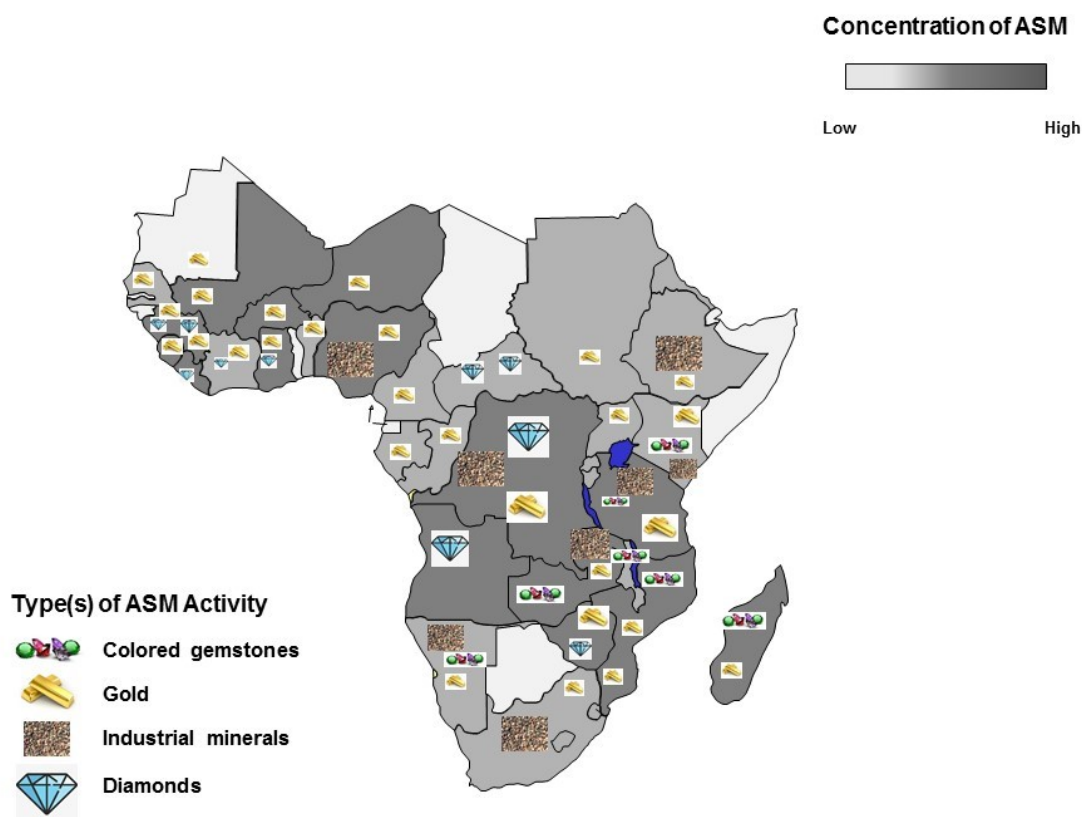 Concentration of ASM
Low High
Type(s) of ASM Activity
Colored gemstones
Gold
Industrial minerals
Diamonds